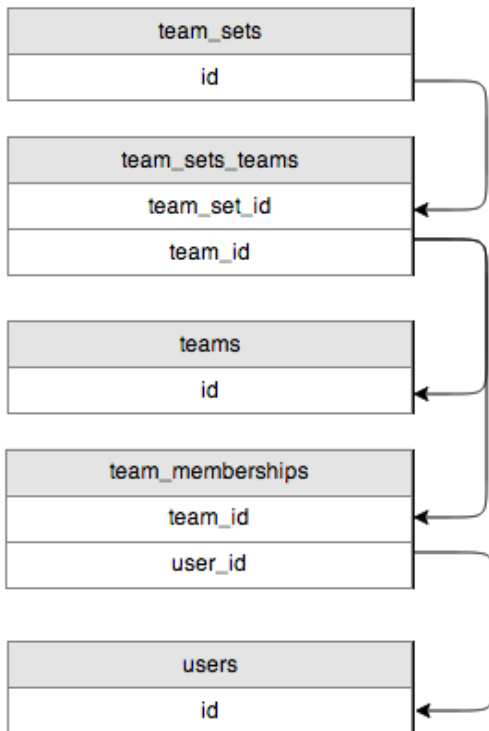 team_sets
id
team_sets_teams
team_set_id
team_id
teams
id
team_memberships
team_id
user_id
users
id